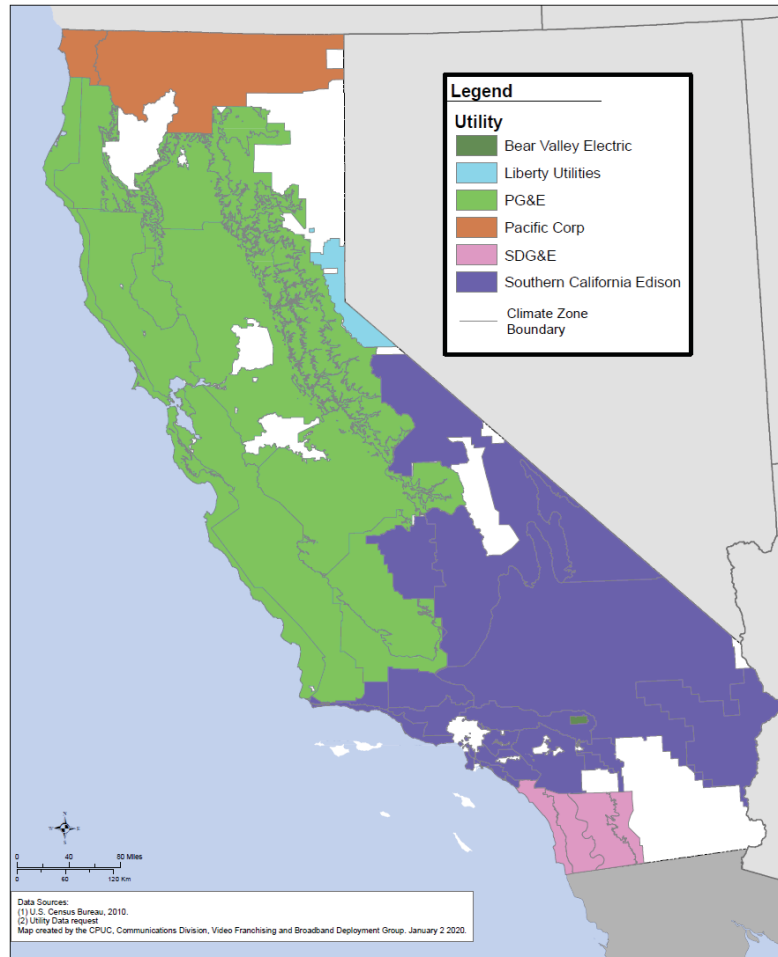 Legend
Utility
Bear Valley Electric
Liberty Utilities
PG&E
Pacific Corp
SDG&E
Southern California Edison
Climate Zone
Boundary
N
W E
S
0 40 80 Miles
0 60 120 Km
Data Sources:
(1) U.S. Census Bureau, 2010.
(2) Utility Data request
Map created by the CPUC, Communications Division, Video Franchising and Broadband Deployment Group. January 2 2020.